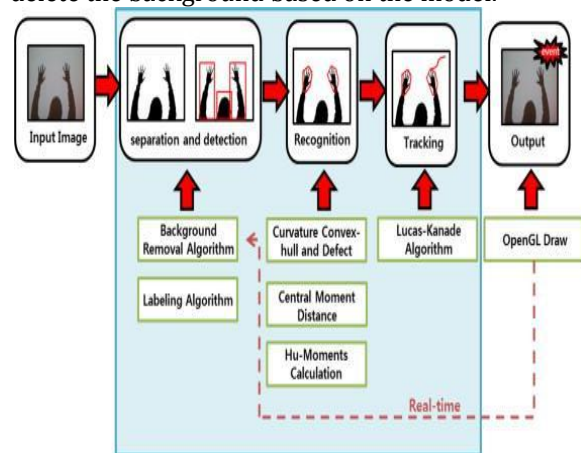 delete the background based on the model.
event
Input Image
separation and detection
Recognition
Tracking
Output
Background
Removal Algorithm
Labeling Algorithm
Curvature Convex-
hull and Defect
Central Moment
Distance
Hu-Moments
Calculation
Lucas-Kanade
Algorithm
OpenGL Draw
Real-time